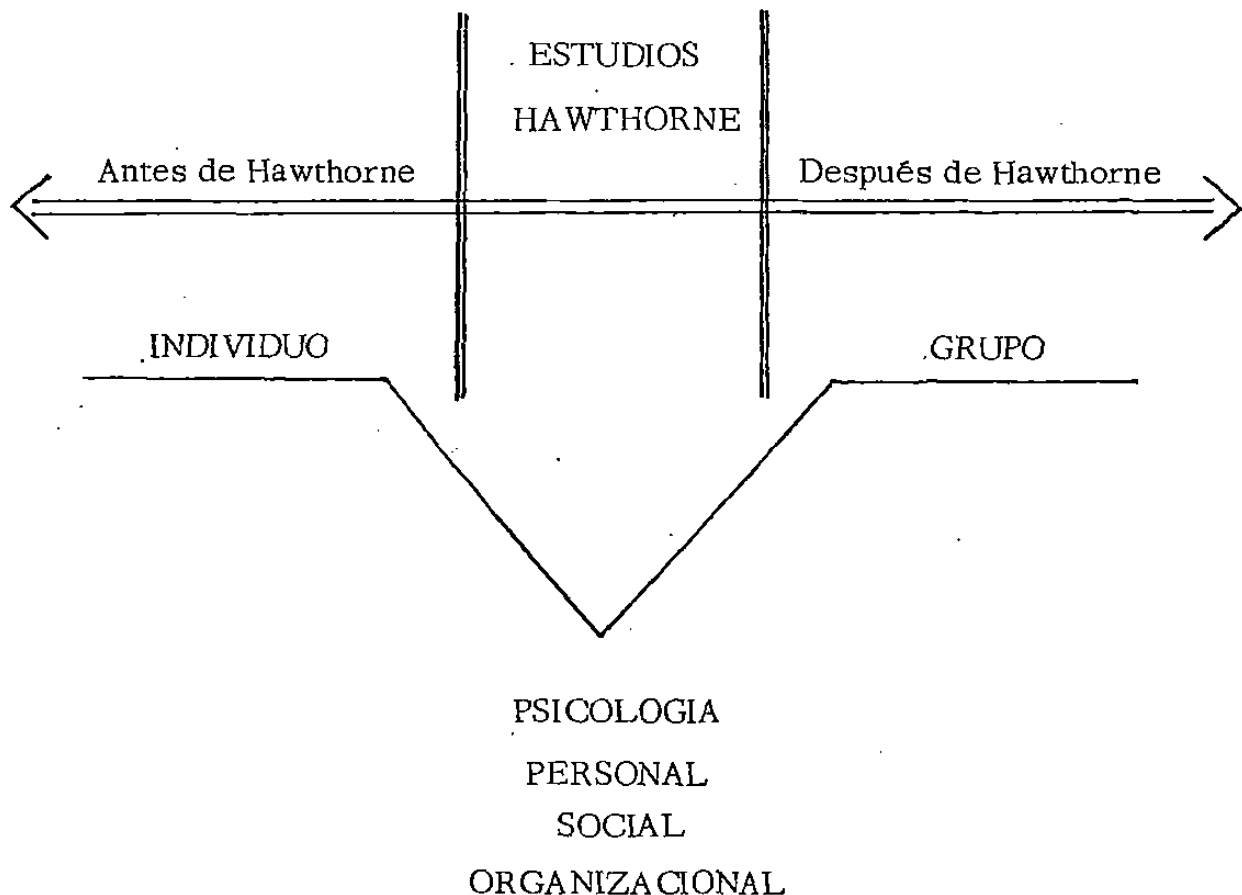 ESTUDIOS
HAWTHORNE
Antes de Hawthorne
Después de Hawthorne
INDIVIDUO
GRUPO
PSICOLOGIA
PERSONAL
SOCIAL
ORGANIZACIONAL